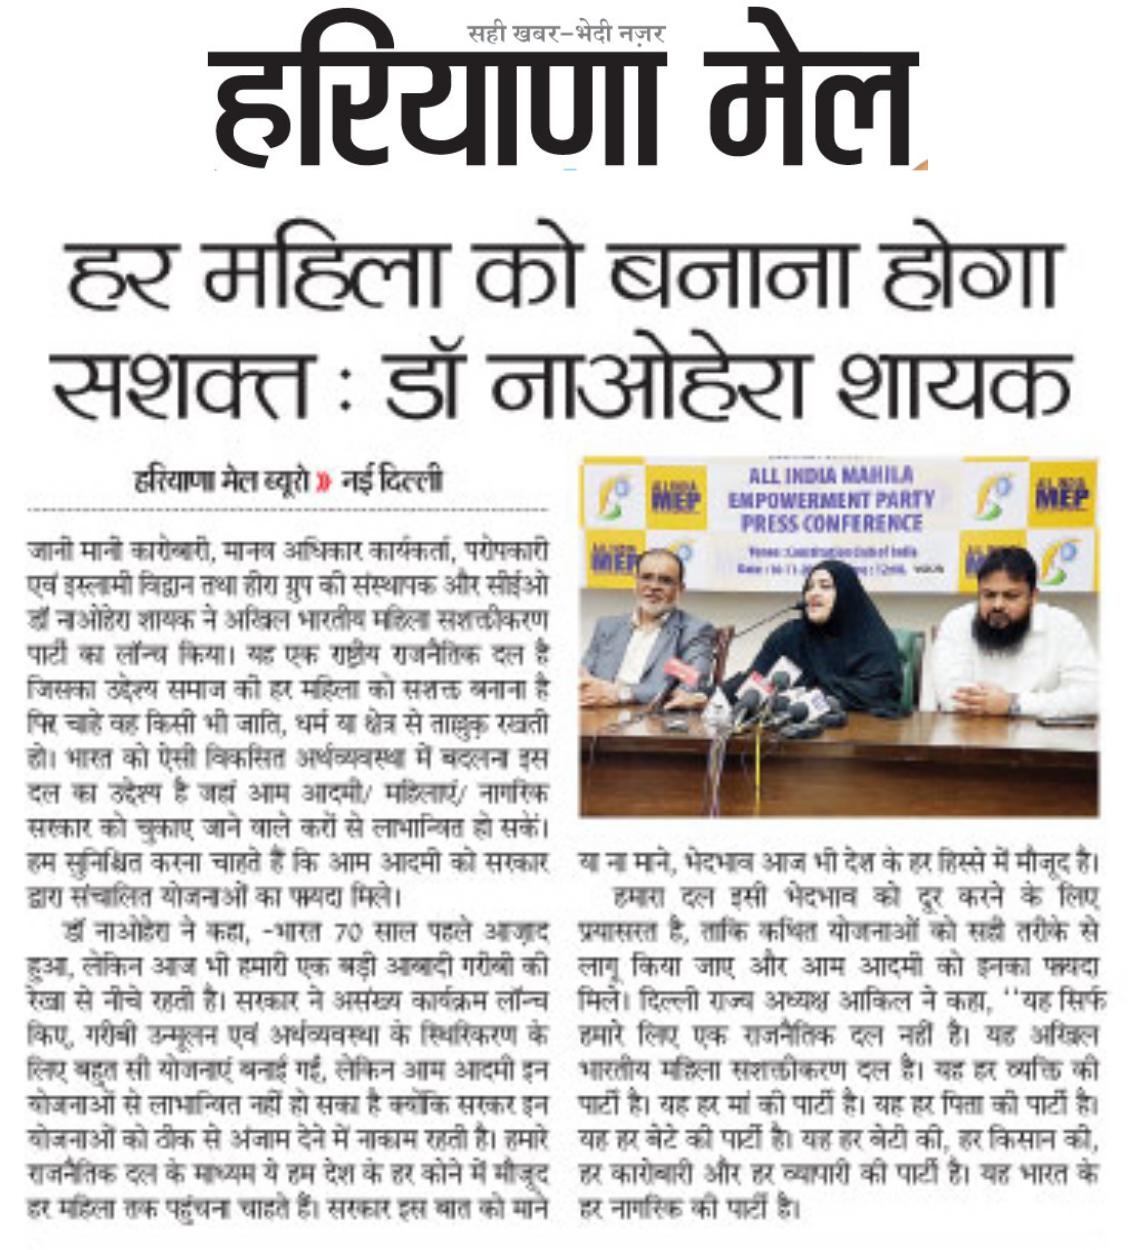 सही खबर–भेदी नज़र
हरियाणा मेल
हर महिला को बनाना होगा
सशक्त : डॉ नाओहेरा शायक
हरियाणा मेल ब्यूरो » नई दिल्ली
जानी मानी कारोबारी, मानव अधिकार कार्यकर्ता, परोपकारी
एवं इस्लामी विद्वान तथा हीरा ग्रुप की संस्थापक और सीईओ
डॉ नाओहेरा शायक ने अखिल भारतीय महिला सशक्तीकरण
पार्टी का लॉन्च किया। यह एक राष्ट्रीय राजनैतिक दल है
जिसका उद्देश्य समाज की हर महिला को सशक्त बनाना है
फिर चाहे वह किसी भी जाति, धर्म या क्षेत्र से ताल्लुक रखती
हो। भारत को ऐसी विकसित अर्थव्यवस्था में बदलना इस
दल का उद्देश्य है जहां आम आदमी/ महिलाएं/ नागरिक
सरकार को चुकाए जाने वाले करों से लाभान्वित हो सकें।
हम सुनिश्चित करना चाहते हैं कि आम आदमी को सरकार
द्वारा संचालित योजनाओं का फायदा मिले।
डॉ नाओहेरा ने कहा, -भारत 70 साल पहले आज़ाद
हुआ, लेकिन आज भी हमारी एक बड़ी आबादी गरीबी की
रेखा से नीचे रहती है। सरकार ने असंख्य कार्यक्रम लॉन्च
किए, गरीबी उन्मूलन एवं अर्थव्यवस्था के स्थिरिकरण के
लिए बहुत सी योजनाएं बनाई गईं, लेकिन आम आदमी इन
योजनाओं से लाभान्वित नहीं हो सका है क्योंकि सरकर इन
योजनाओं को ठीक से अंजाम देने में नाकाम रहती है। हमारे
राजनैतिक दल के माध्यम ये हम देश के हर कोने में मौजूद
हर महिला तक पहुंचना चाहते हैं। सरकार इस बात को माने
ALL INDIA MAHILA
EMPOWERMENT PARTY
PRESS CONFERENCE
ALL INDIA
MEP
ALL INDIA
MEP
ALL INDIA
MEP
Venue : Constitution Club of India
या ना माने, भेदभाव आज भी देश के हर हिस्से में मौजूद है।
हमारा दल इसी भेदभाव को दूर करने के लिए
प्रयासरत है, ताकि कथित योजनाओं को सही तरीके से
लागू किया जाए और आम आदमी को इनका फायदा
मिले। दिल्ली राज्य अध्यक्ष आकिल ने कहा, ‘‘यह सिर्फ
हमारे लिए एक राजनैतिक दल नहीं है। यह अखिल
भारतीय महिला सशक्तीकरण दल है। यह हर व्यक्ति की
पार्टी है। यह हर मां की पार्टी है। यह हर पिता की पार्टी है।
यह हर बेटे की पार्टी है। यह हर बेटी की, हर किसान की,
हर कारोबारी और हर व्यापारी की पार्टी है। यह भारत के
हर नागरिक की पार्टी है।